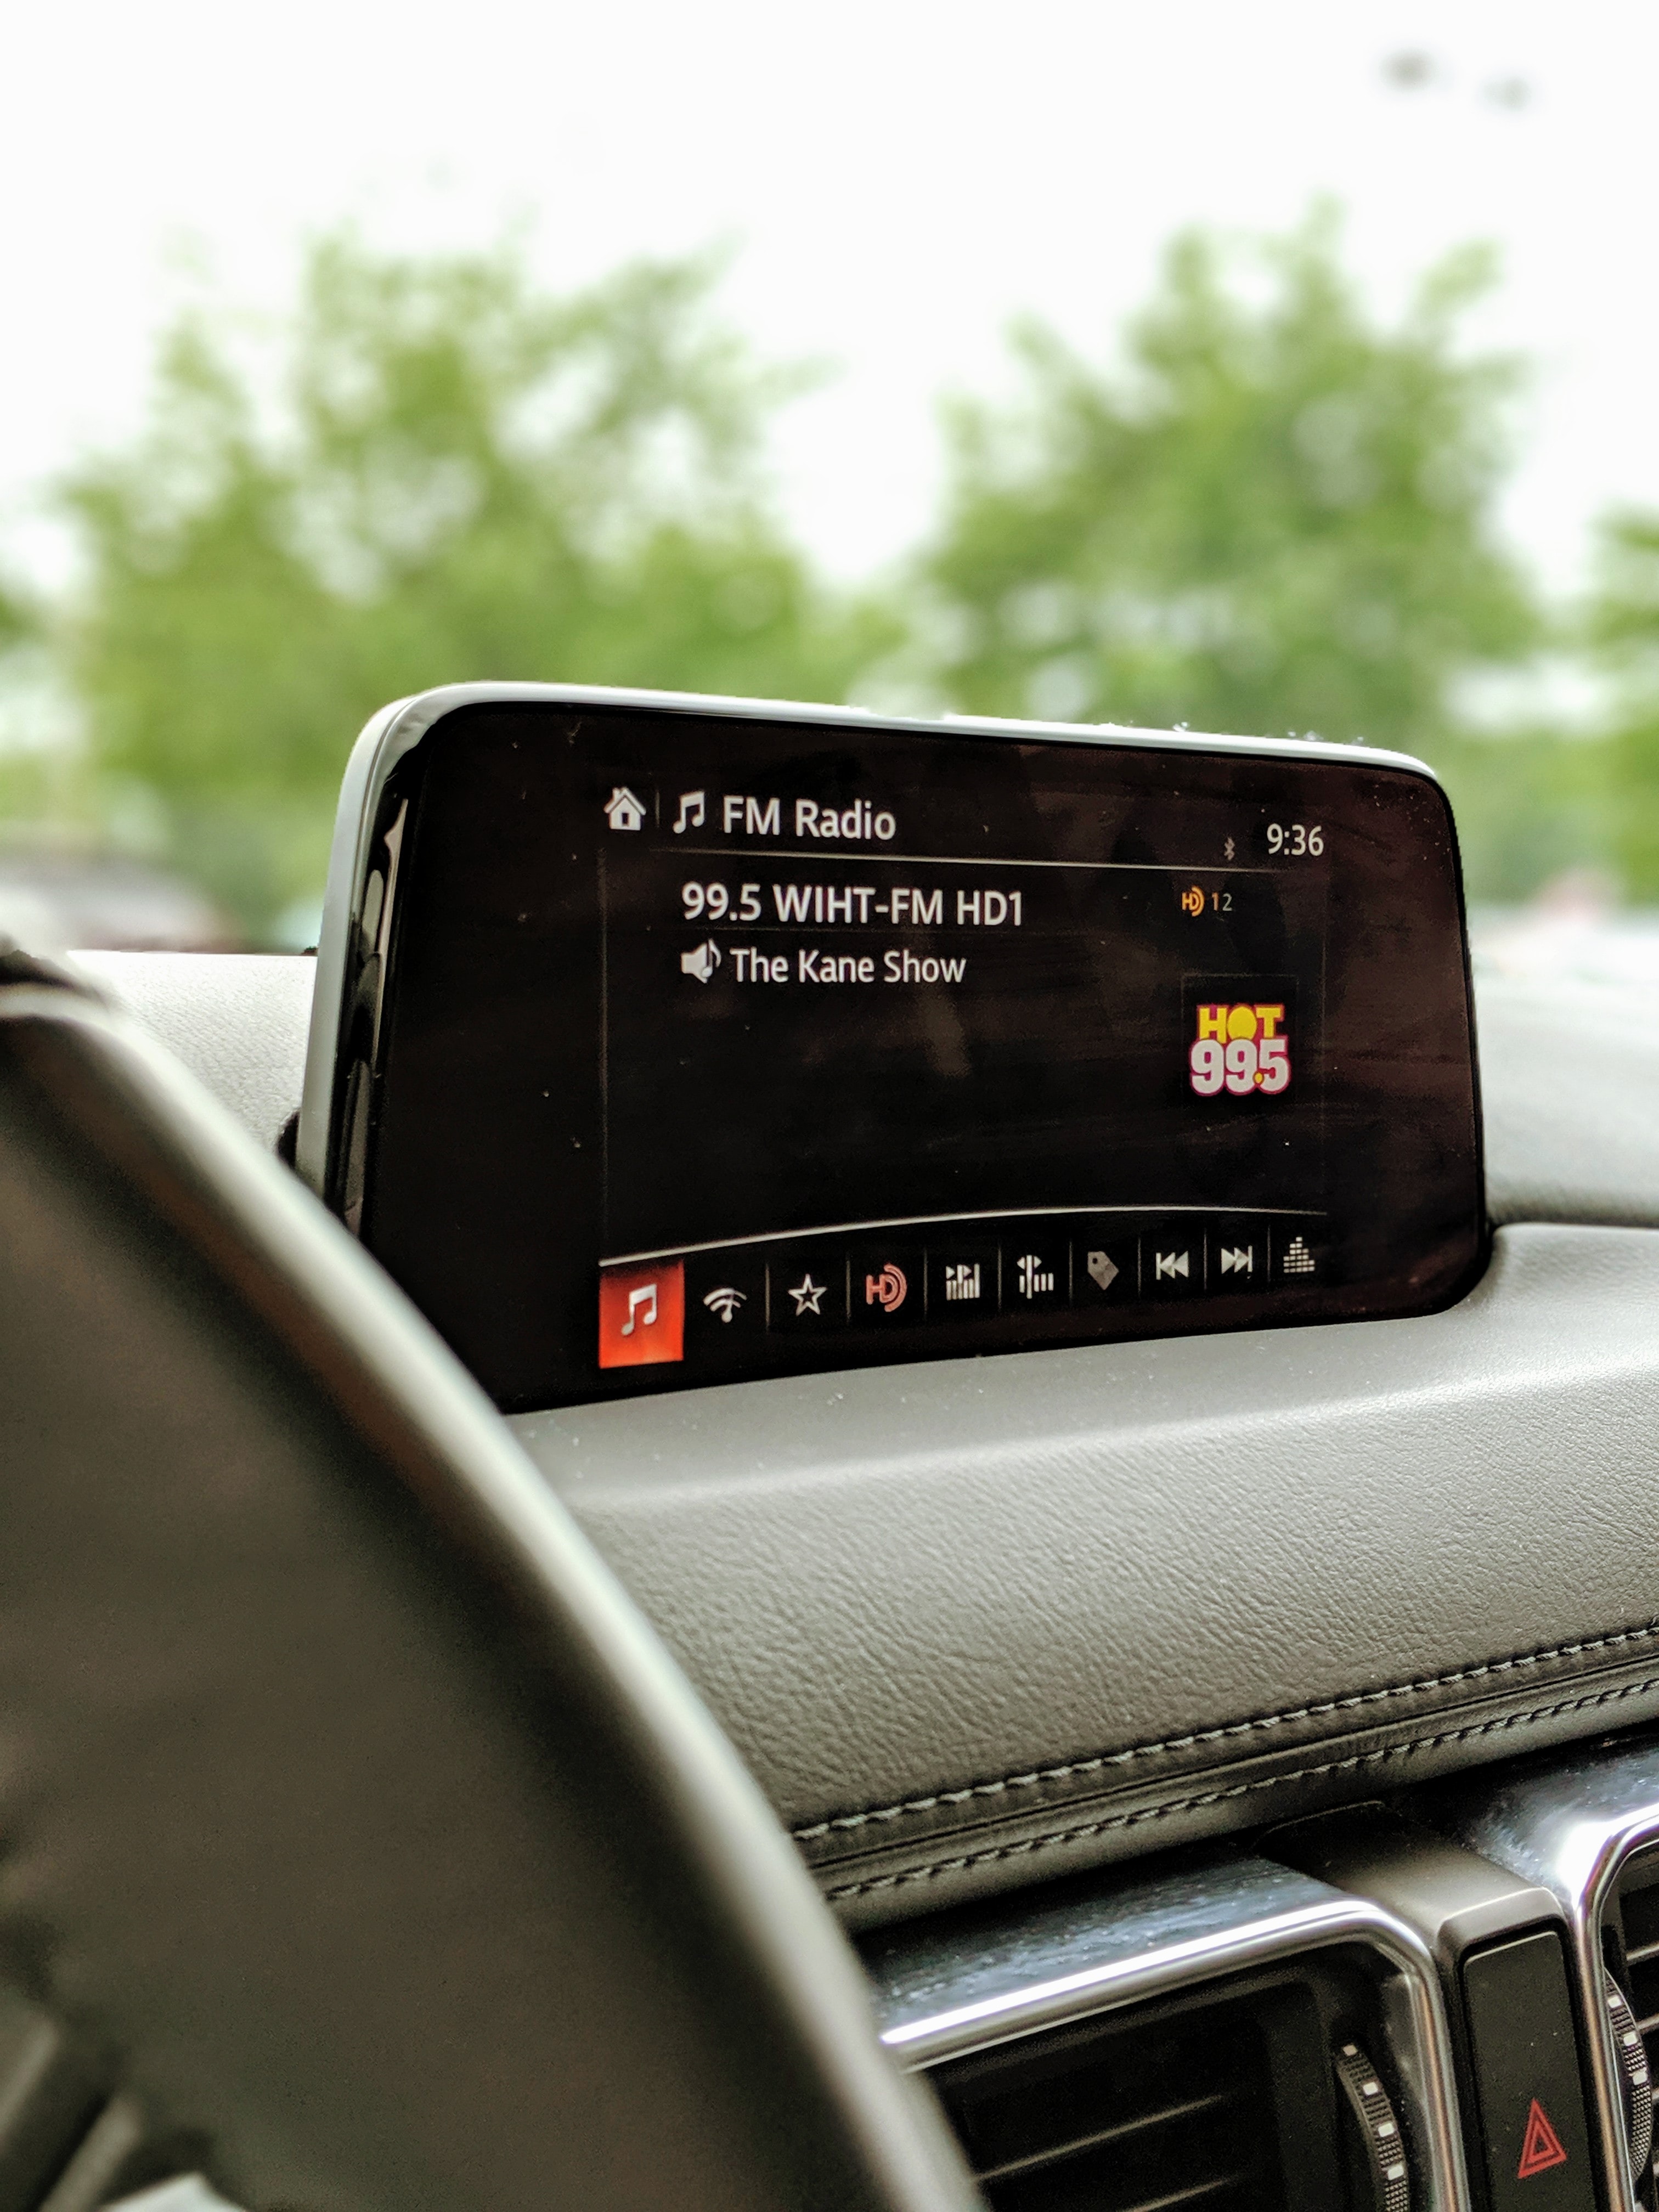 FM Radio
9:36
99.5 WIHT-FM HD1
HD 12
The Kane Show
HOT
99.5
HD